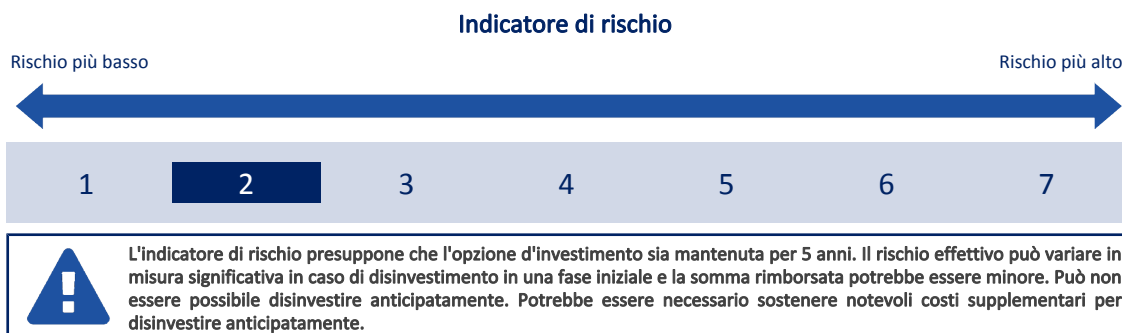 Indicatore di rischio
Rischio più basso
Rischio più alto
1 2 3 4 5 6 7
L'indicatore di rischio presuppone che l'opzione d'investimento sia mantenuta per 5 anni. Il rischio effettivo può variare in
misura significativa in caso di disinvestimento in una fase iniziale e la somma rimborsata potrebbe essere minore. Può non
essere possibile disinvestire anticipatamente. Potrebbe essere necessario sostenere notevoli costi supplementari per
disinvestire anticipatamente.